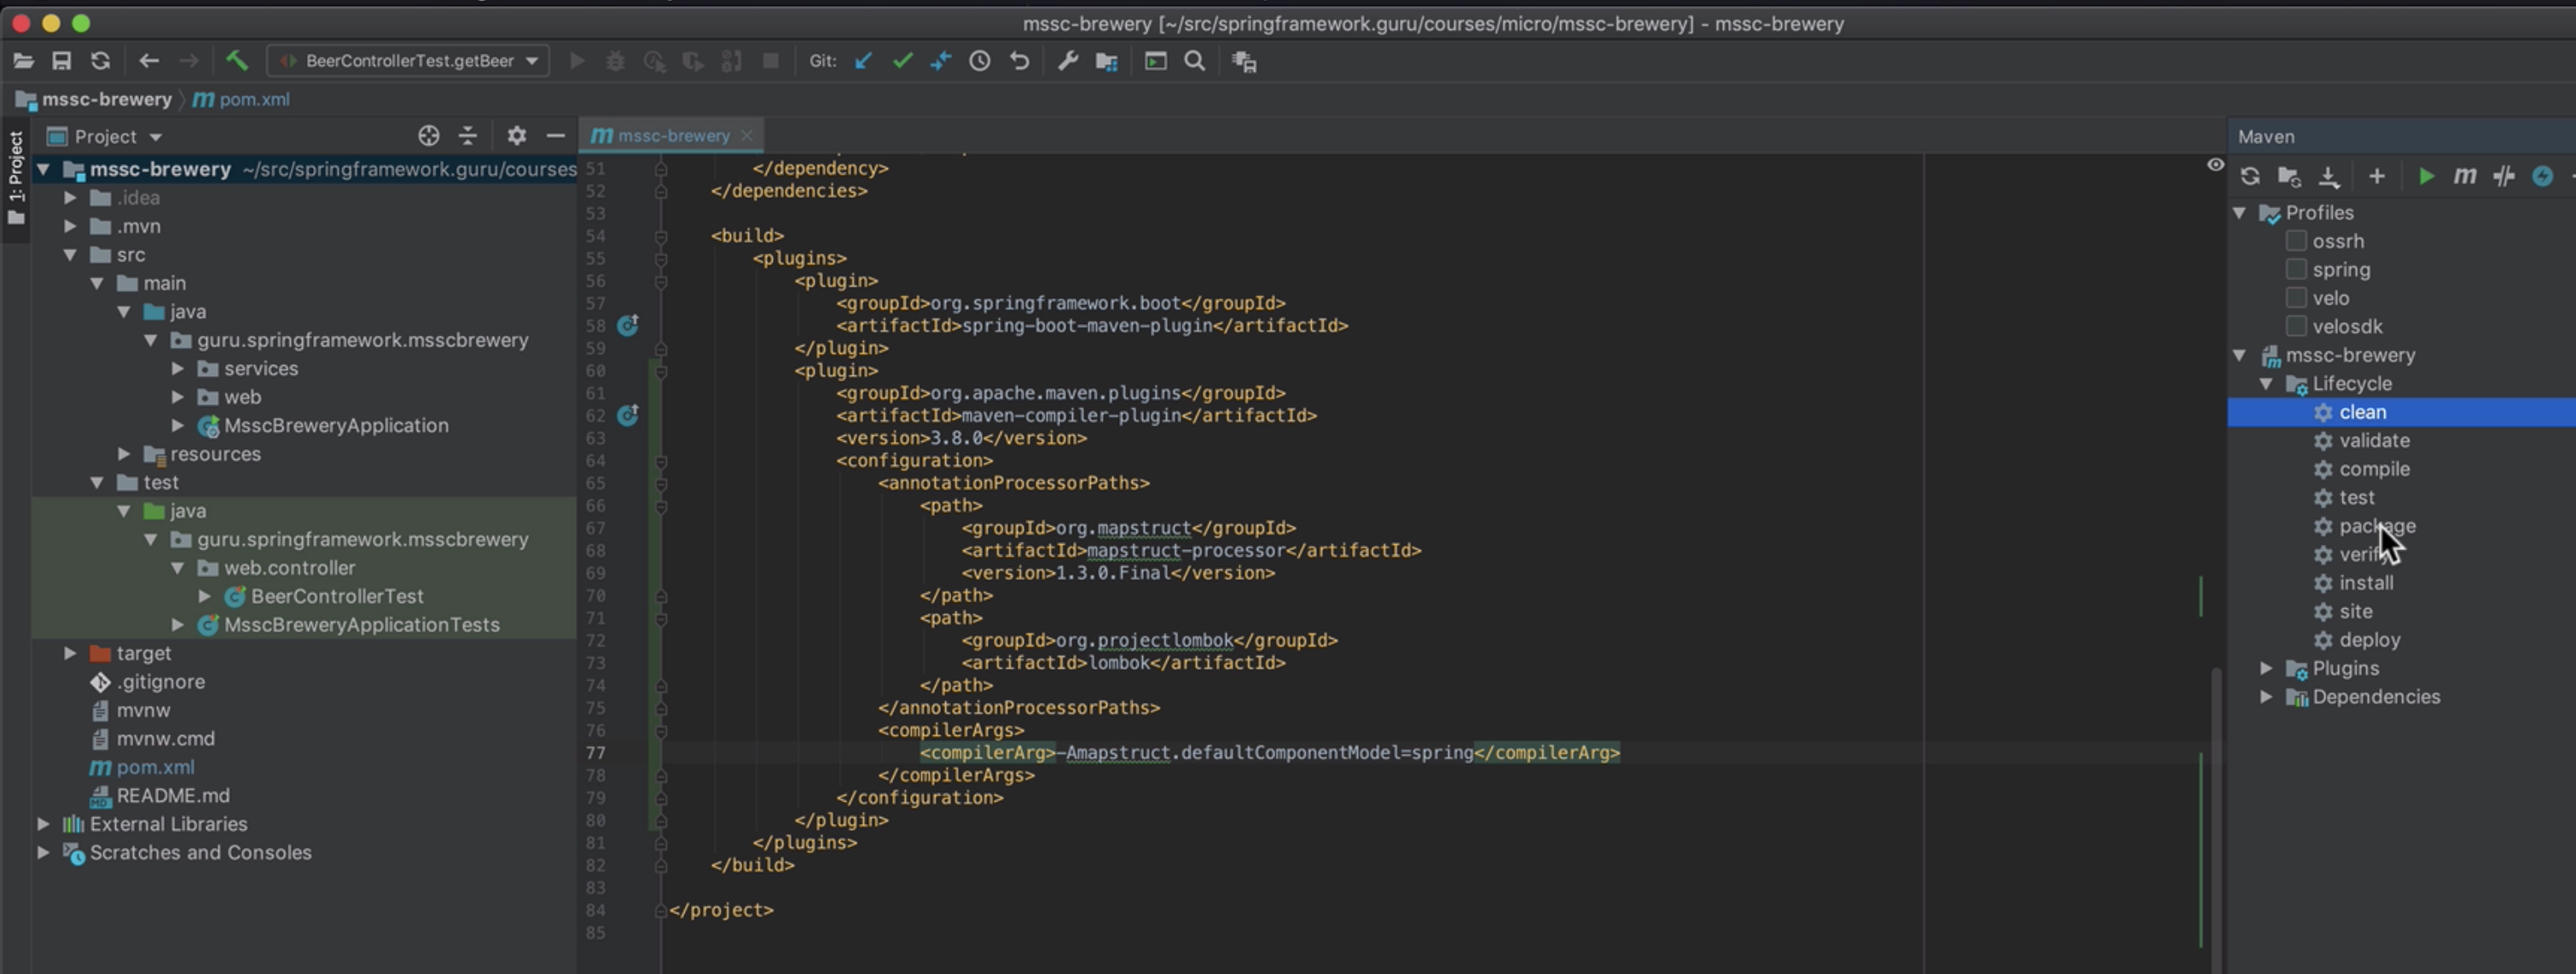 mssc-brewery [~/src/springframework.guru/courses/micro/mssc-brewery] - mssc-brewery
BeerControllerTest.getBeer
Git:
mssc-brewery
pom.xml
1: Project
Project
mssc-brewery ~/src/springframework.guru/courses
.idea
.mvn
src
main
java
guru.springframework.msscbrewery
services
web
MsscBreweryApplication
resources
test
java
guru.springframework.msscbrewery
web.controller
BeerControllerTest
MsscBreweryApplicationTests
target
.gitignore
mvnw
mvnw.cmd
pom.xml
README.md
External Libraries
Scratches and Consoles
mssc-brewery
51 </dependency>
52 </dependencies>
53
54 <build>
55 <plugins>
56 <plugin>
57 <groupId>org.springframework.boot</groupId>
58 <artifactId>spring-boot-maven-plugin</artifactId>
59 </plugin>
60 <plugin>
61 <groupId>org.apache.maven.plugins</groupId>
62 <artifactId>maven-compiler-plugin</artifactId>
63 <version>3.8.0</version>
64 <configuration>
65 <annotationProcessorPaths>
66 <path>
67 <groupId>org.mapstruct</groupId>
68 <artifactId>mapstruct-processor</artifactId>
69 <version>1.3.0.Final</version>
70 </path>
71 <path>
72 <groupId>org.projectlombok</groupId>
73 <artifactId>lombok</artifactId>
74 </path>
75 </annotationProcessorPaths>
76 <compilerArgs>
77 <compilerArg>-Amapstruct.defaultComponentModel=spring</compilerArg>
78 </compilerArgs>
79 </configuration>
80 </plugin>
81 </plugins>
82 </build>
83
84 </project>
85
Maven
Profiles
ossrh
spring
velo
velosdk
mssc-brewery
Lifecycle
clean
validate
compile
test
package
verify
install
site
deploy
Plugins
Dependencies